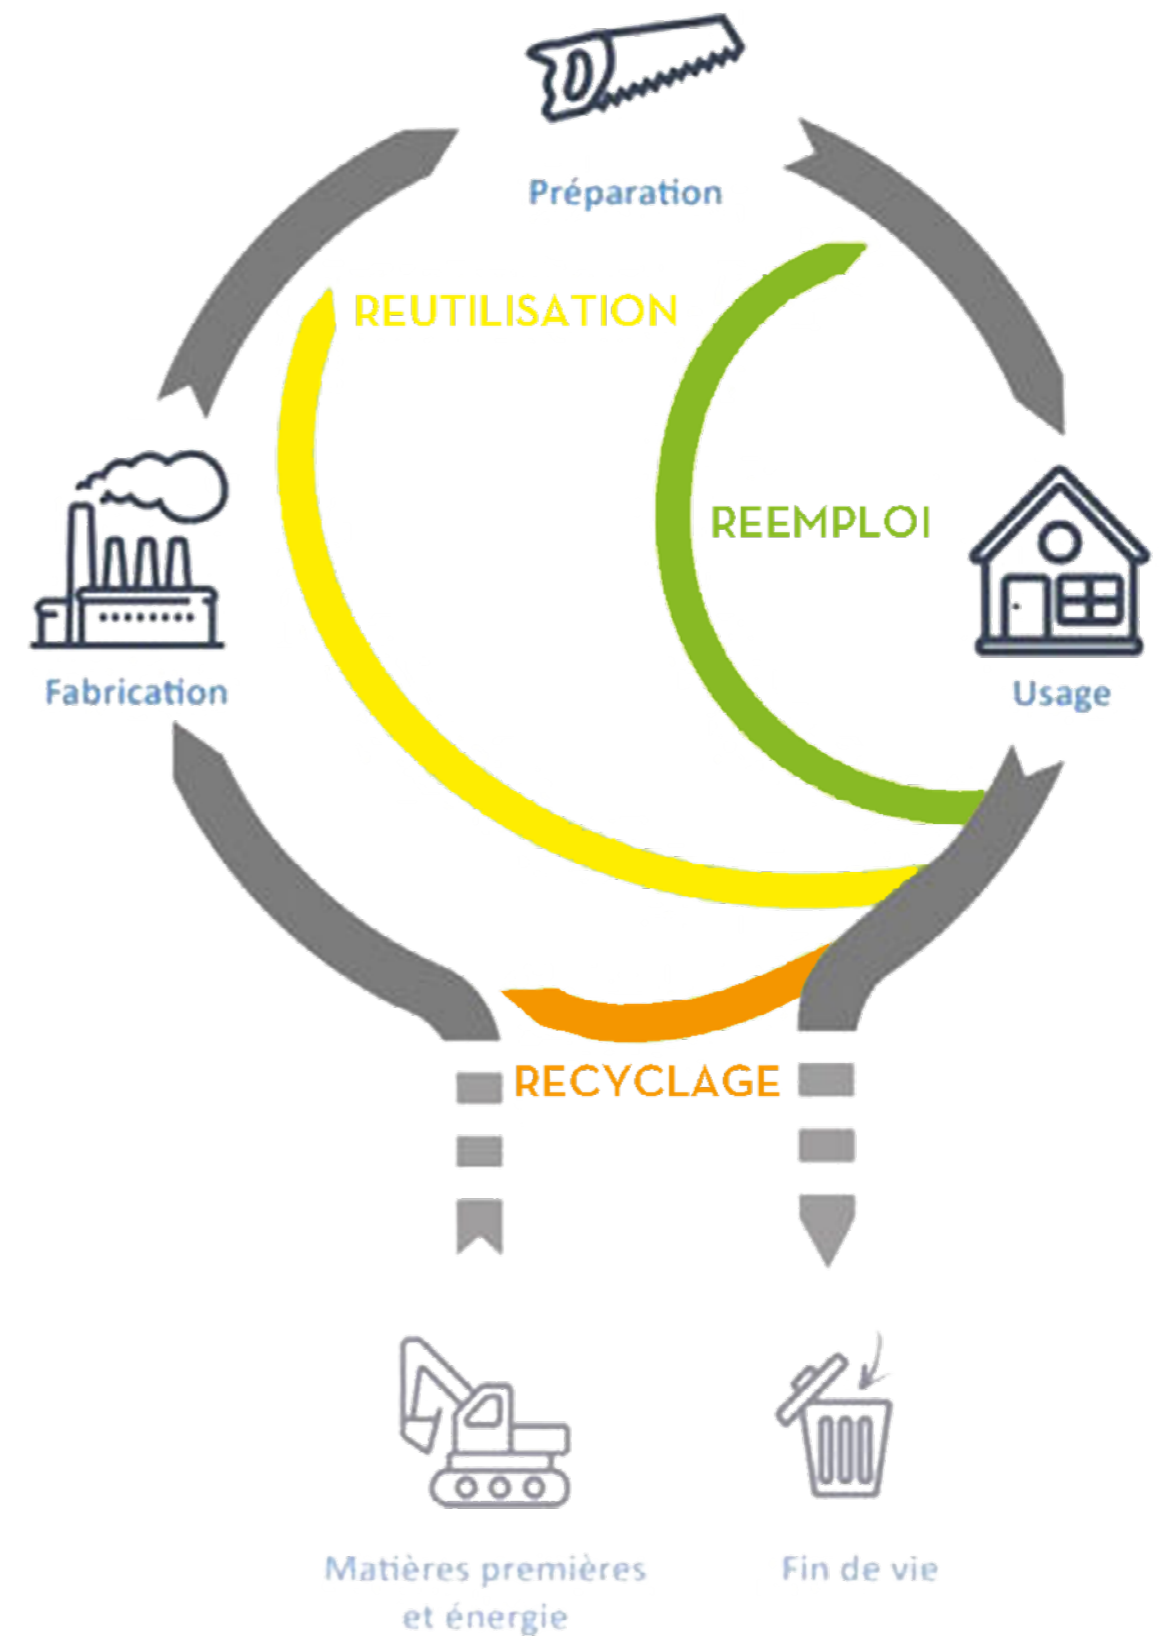 Préparation
REUTILISATION
REEMPLOI
Fabrication
Usage
RECYCLAGE
Matières premières
et énergie
Fin de vie